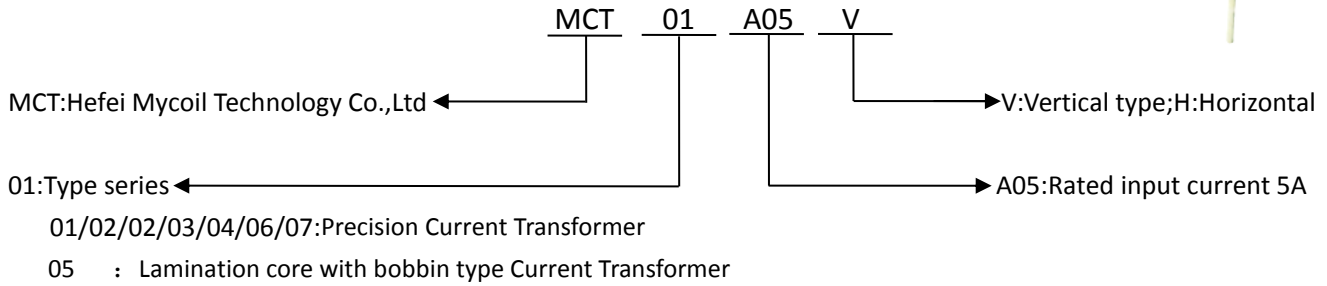 MCT 01 A05 V
MCT:Hefei Mycoil Technology Co.,Ltd V:Vertical type;H:Horizontal
01:Type series A05:Rated input current 5A
01/02/02/03/04/06/07:Precision Current Transformer
05 ：Lamination core with bobbin type Current Transformer